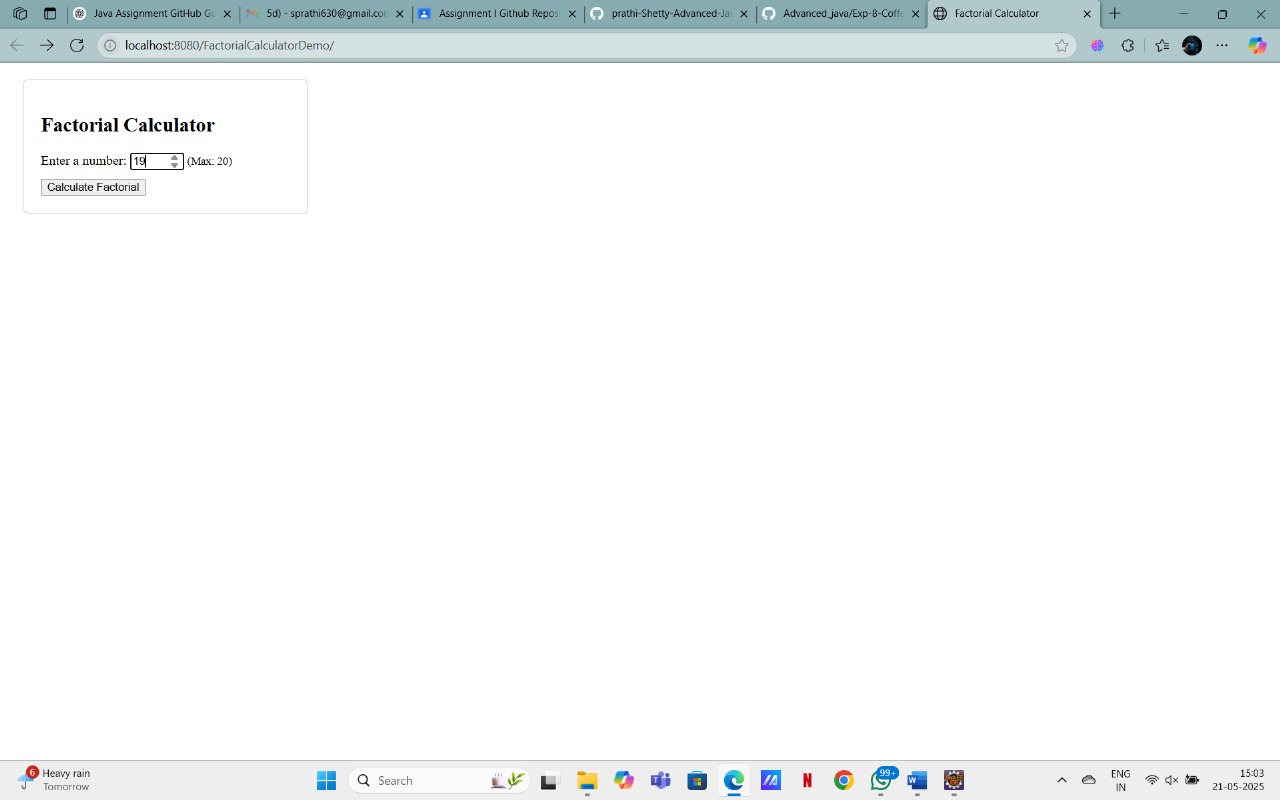 Java Assignment GitHub Gu
5d) - sprathi630@gmail.com
Assignment I Github Repos
prathi-Shetty-Advanced-Ja
Advanced_java/Exp-8-Coffe
Factorial Calculator
localhost:8080/FactorialCalculatorDemo/
Factorial Calculator
Enter a number: 19 (Max: 20)
Calculate Factorial
6
Heavy rain
Tomorrow
Search
99+
ENG
IN
15:03
21-05-2025